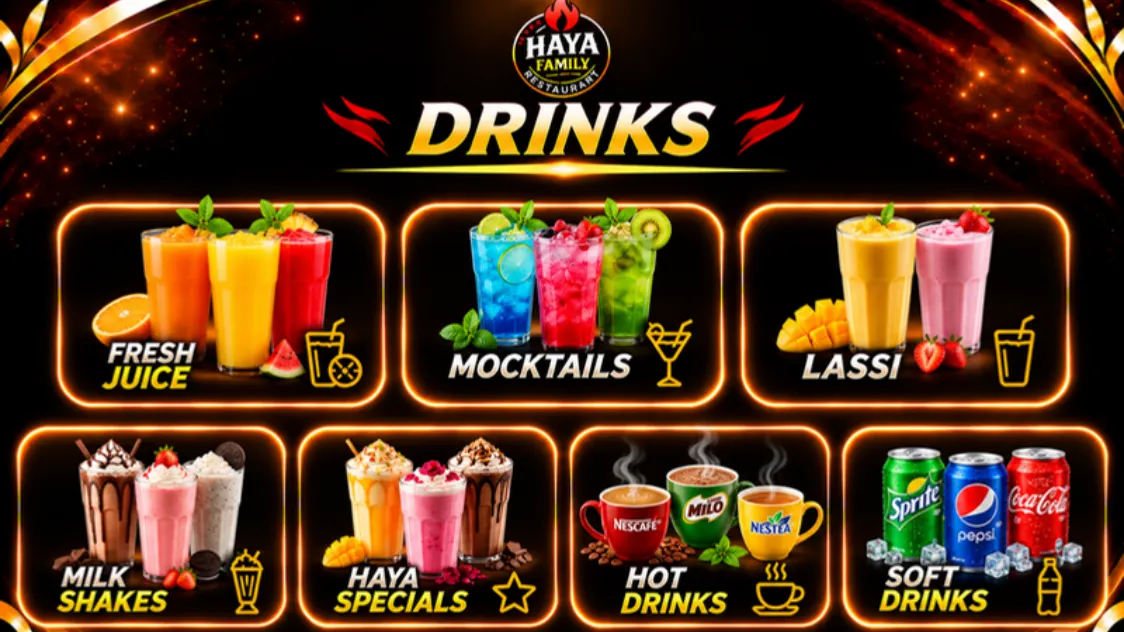 HAYA
FAMILY
RESTAURANT
DRINKS
FRESH
JUICE
MOCKTAILS
LASSI
MILK
SHAKES
HAYA
SPECIALS
NESCAFÉ
MILO
NESTEA
HOT
DRINKS
Sprite
pepsi
Coca-Cola
SOFT
DRINKS